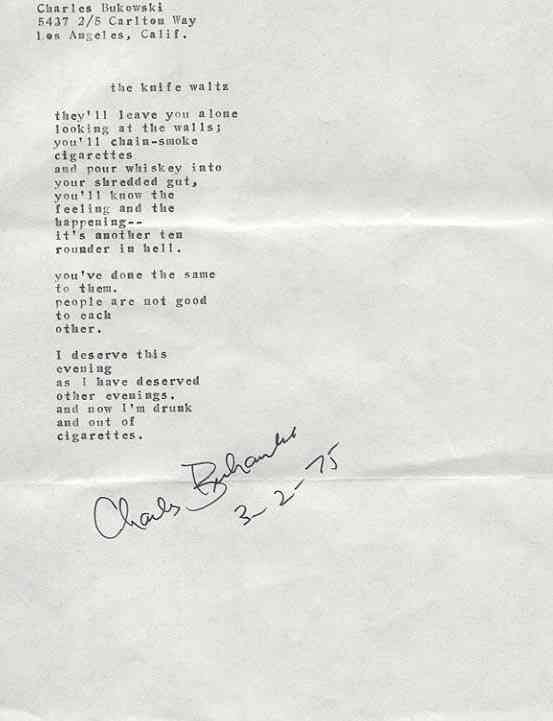 Charles Bukowski
5437 2/5 Carlton Way
Los Angeles, Calif.
the knife waltz
they'll leave you alone
looking at the walls;
you'll chain-smoke
cigarettes
and pour whiskey into
your shredded gut,
you'll know the
feeling and the
happening--
it's another ten
rounder in hell.
you've done the same
to them.
people are not good
to each
other.
I deserve this
evening
as I have deserved
other evenings.
and now I'm drunk
and out of
cigarettes.
Charles Bukowski
3-2-75